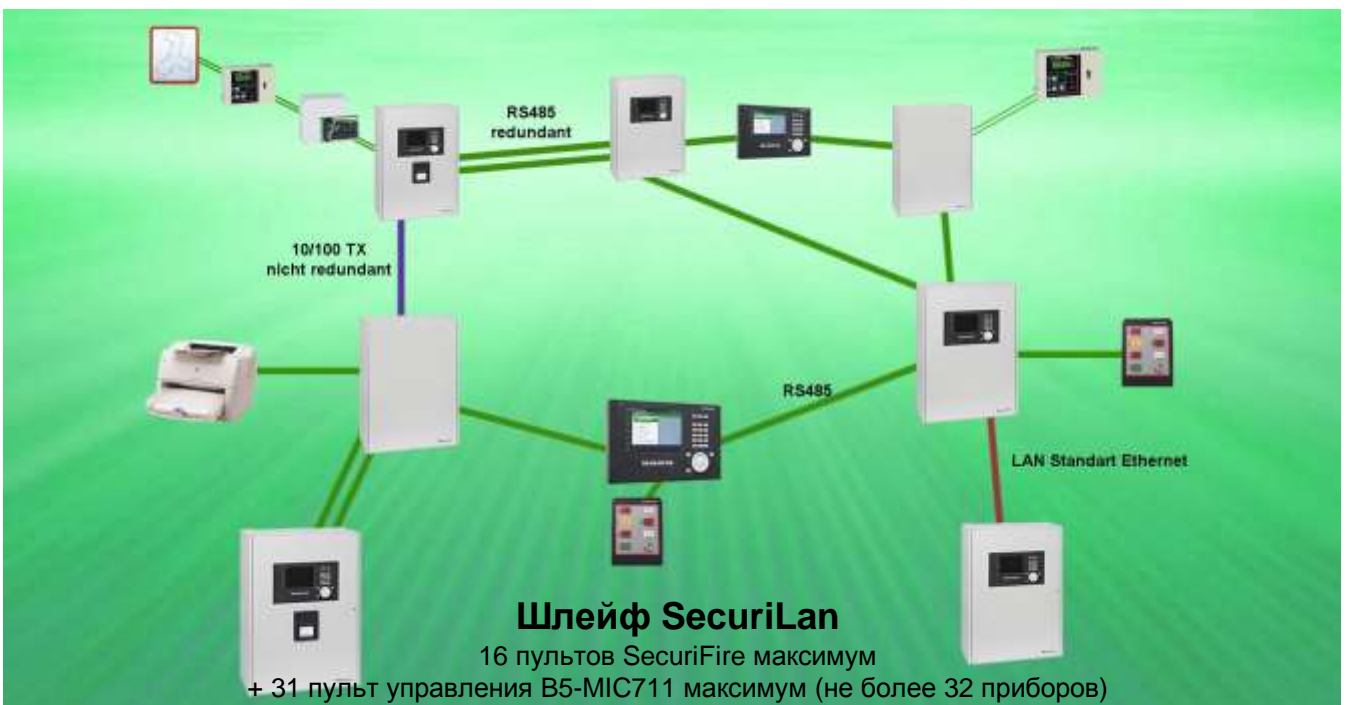 RS485
redundant
10/100 TX
nicht redundant
RS485
LAN Standart Ethernet
Шлейф SecuriLan
16 пультов SecuriFire максимум
+ 31 пульт управления B5-MIC711 максимум (не более 32 приборов)